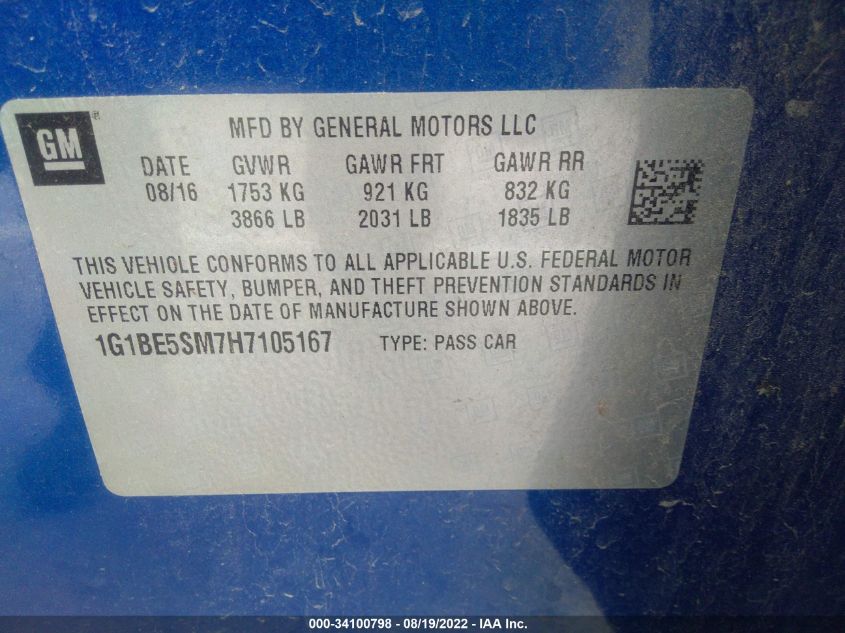 GM ®
MFD BY GENERAL MOTORS LLC
DATE GVWR GAWR FRT GAWR RR
08/16 1753 KG 921 KG 832 KG
3866 LB 2031 LB 1835 LB
THIS VEHICLE CONFORMS TO ALL APPLICABLE U.S. FEDERAL MOTOR
VEHICLE SAFETY, BUMPER, AND THEFT PREVENTION STANDARDS IN
EFFECT ON THE DATE OF MANUFACTURE SHOWN ABOVE.
1G1BE5SM7H7105167 TYPE: PASS CAR
000-34100798 - 08/19/2022 - IAA Inc.